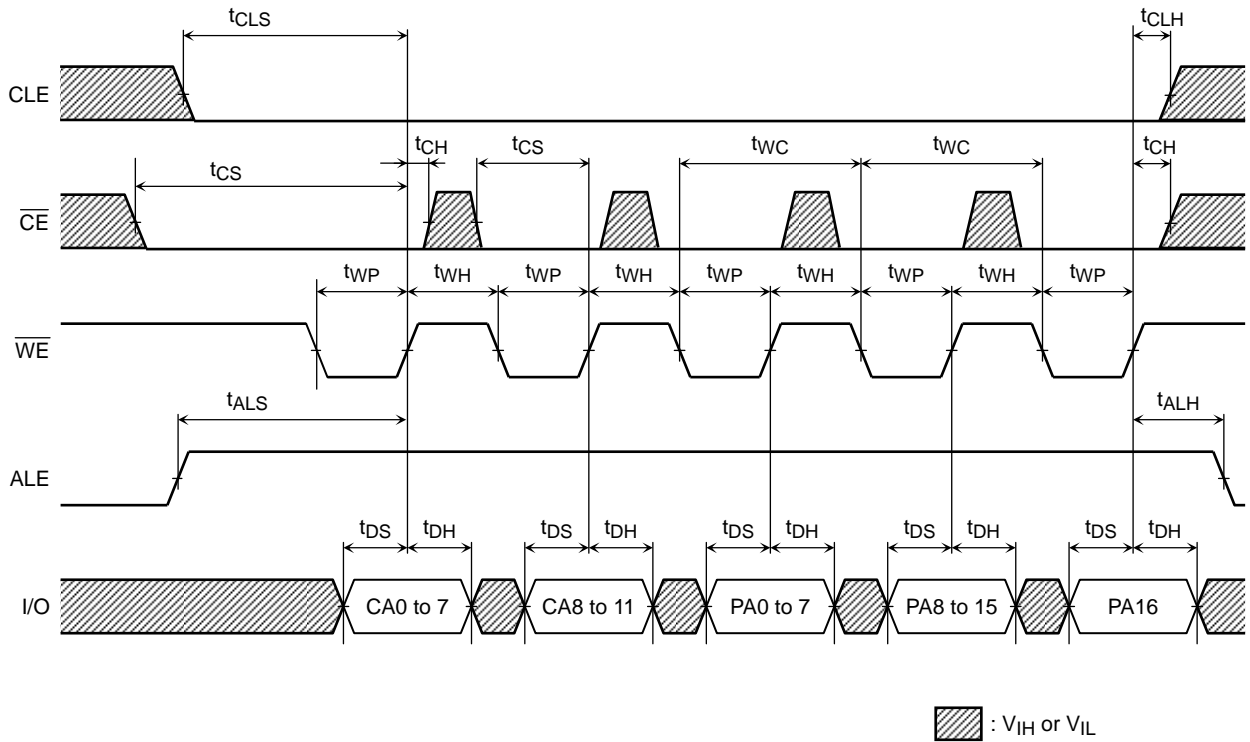 tCLS
tCLH
CLE
tCS
tCH
tCS
tWC
tWC
tCH
CE
tWP
tWH
tWP
tWH
tWP
tWH
tWP
tWH
tWP
WE
tALS
tALH
ALE
tDS
tDH
tDS
tDH
tDS
tDH
tDS
tDH
tDS
tDH
I/O
CA0 to 7
CA8 to 11
PA0 to 7
PA8 to 15
PA16
: VIH or VIL